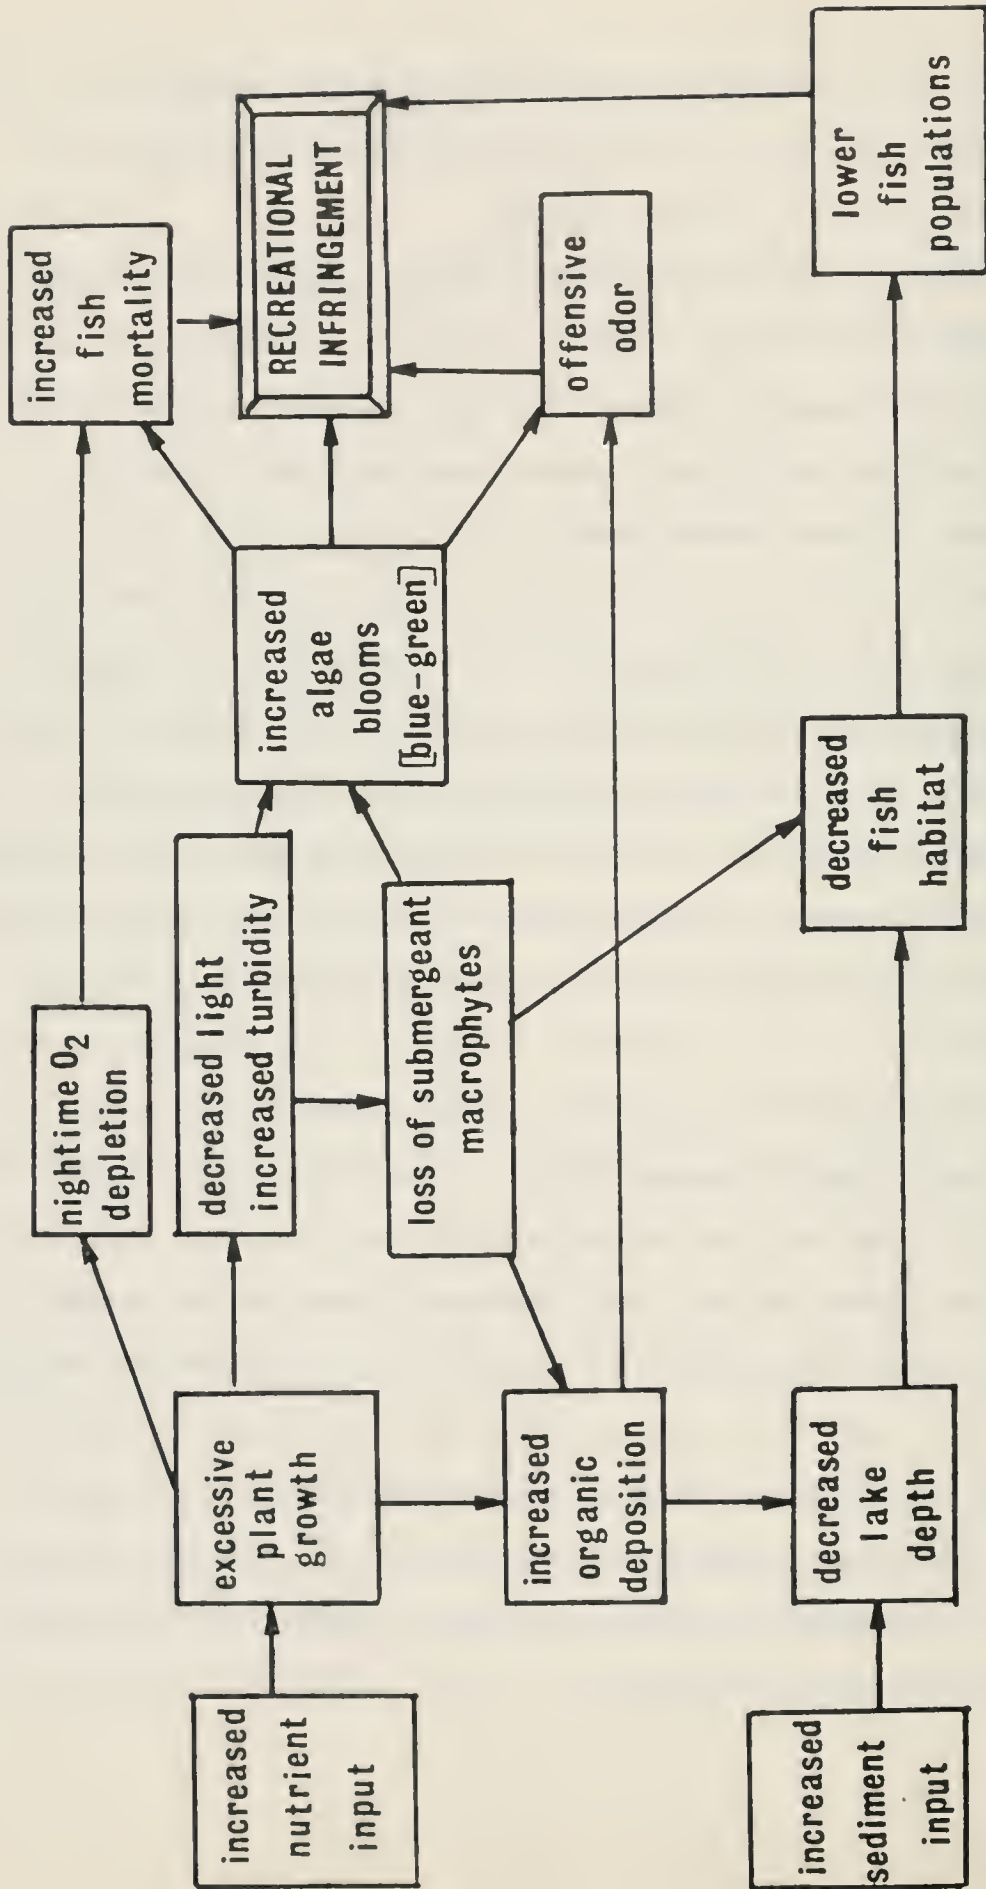 increased
nutrient
input
increased
sediment
input
excessive
plant
growth
increased
organic
deposition
decreased
lake
depth
nightime O₂
depletion
decreased light
increased turbidity
loss of submergeant
macrophytes
increased
algae
blooms
[blue-green]
decreased
fish
habitat
increased
fish
mortality
RECREATIONAL
INFRINGEMENT
offensive
odor
lower
fish
populations